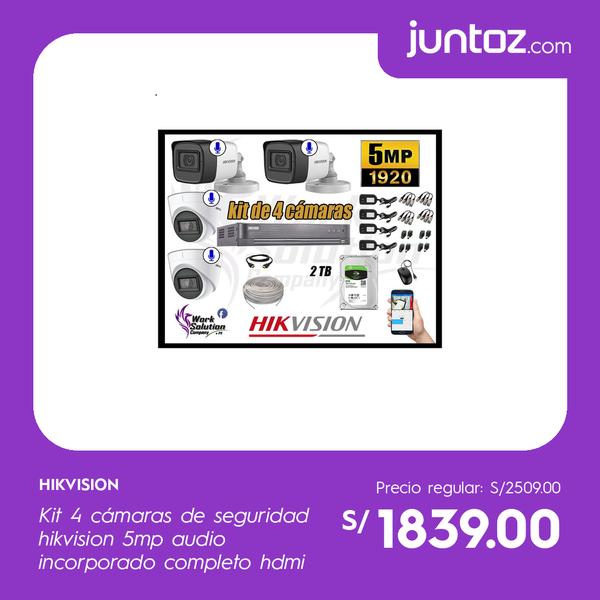 juntoz.com
5MP
1920
kit de 4 cámaras
2 TB
Work
Solution
Company
HIKVISION
HIKVISION
Kit 4 cámaras de seguridad
hikvision 5mp audio
incorporado completo hdmi
Precio regular: S/2509.00
S/ 1839.00